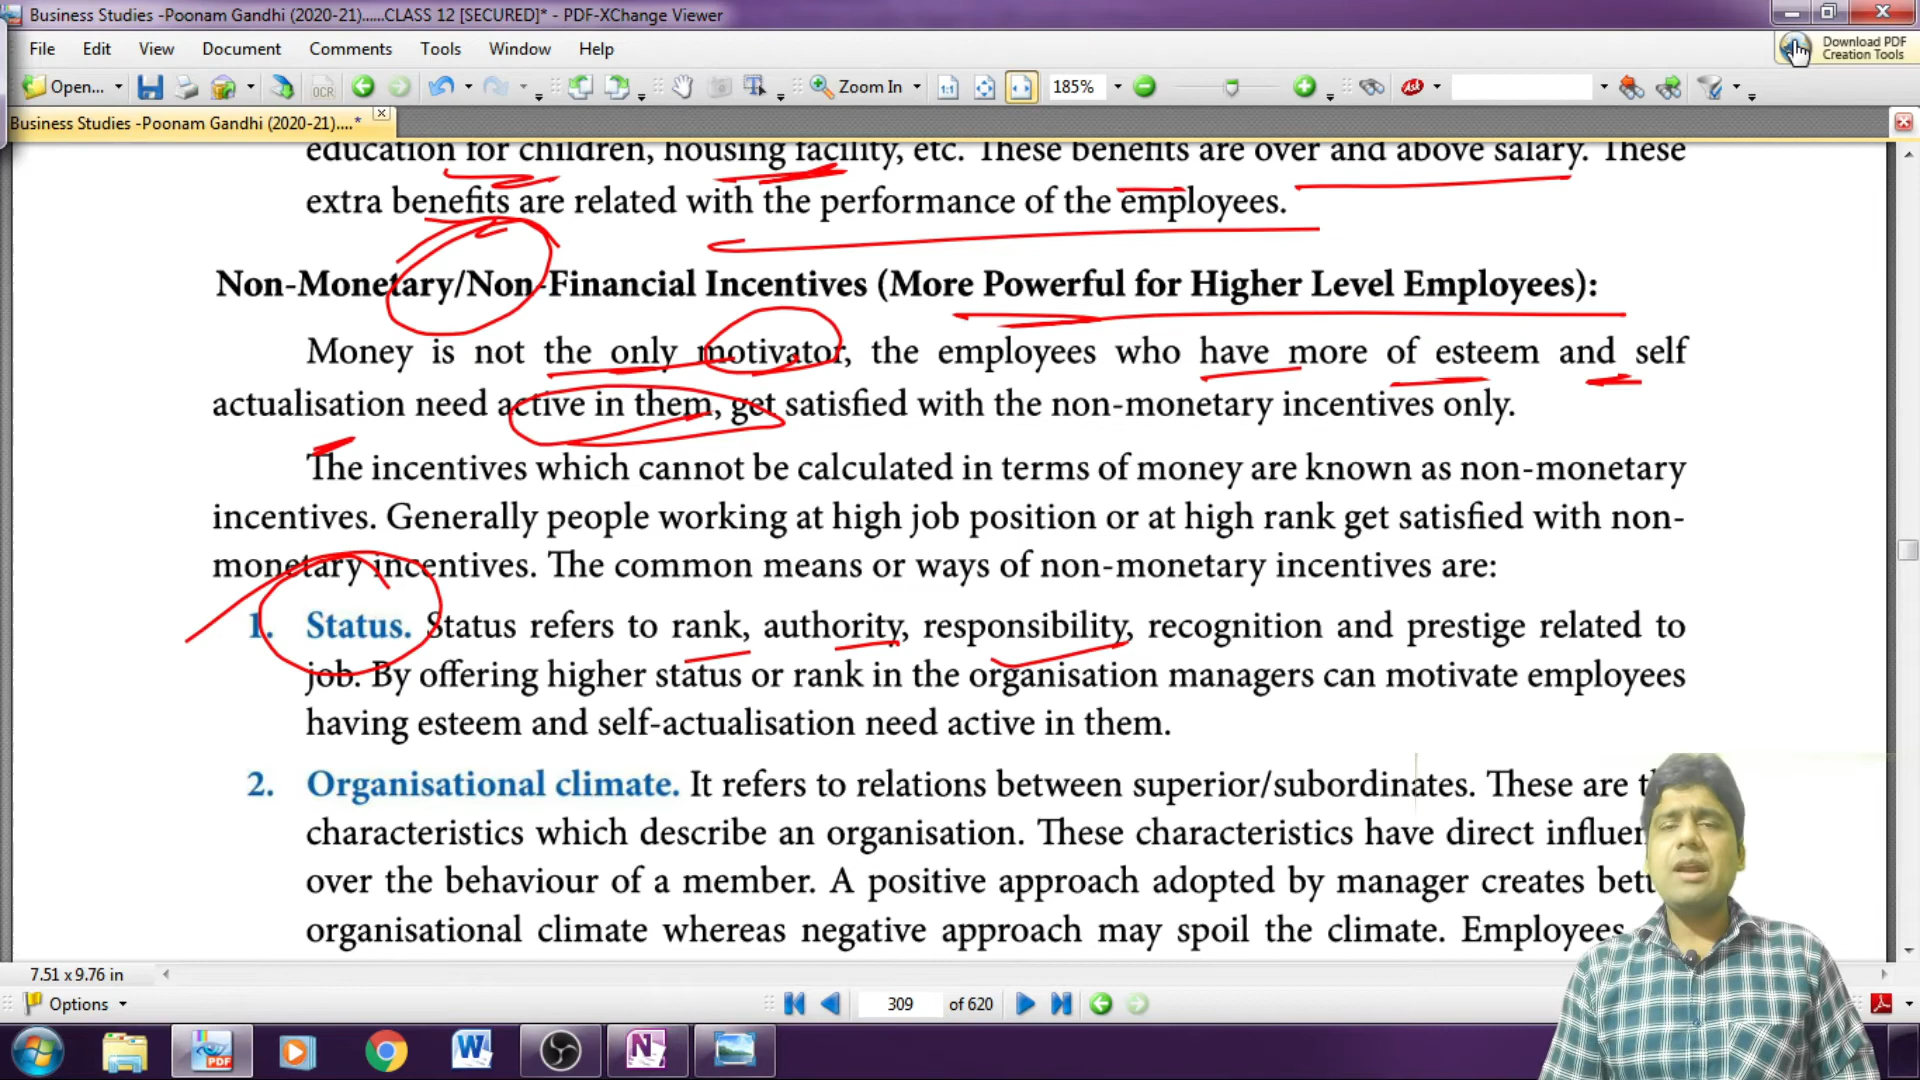 Business Studies -Poonam Gandhi (2020-21)......CLASS 12 [SECURED]* - PDF-XChange Viewer
File Edit View Document Comments Tools Window Help
Download PDF
Creation Tools
Open... OCR Zoom In 1:1 185%
Business Studies -Poonam Gandhi (2020-21)....*
education for children, housing facility, etc. These benefits are over and above salary. These
extra benefits are related with the performance of the employees.
Non-Monetary/Non-Financial Incentives (More Powerful for Higher Level Employees):
Money is not the only motivator, the employees who have more of esteem and self
actualisation need active in them, get satisfied with the non-monetary incentives only.
The incentives which cannot be calculated in terms of money are known as non-monetary
incentives. Generally people working at high job position or at high rank get satisfied with non-
monetary incentives. The common means or ways of non-monetary incentives are:
1. Status. Status refers to rank, authority, responsibility, recognition and prestige related to
job. By offering higher status or rank in the organisation managers can motivate employees
having esteem and self-actualisation need active in them.
2. Organisational climate. It refers to relations between superior/subordinates. These are
characteristics which describe an organisation. These characteristics have direct
over the behaviour of a member. A positive approach adopted by manager creates
organisational climate whereas negative approach may spoil the climate. Employees
7.51 x 9.76 in
Options 309 of 620
PDF